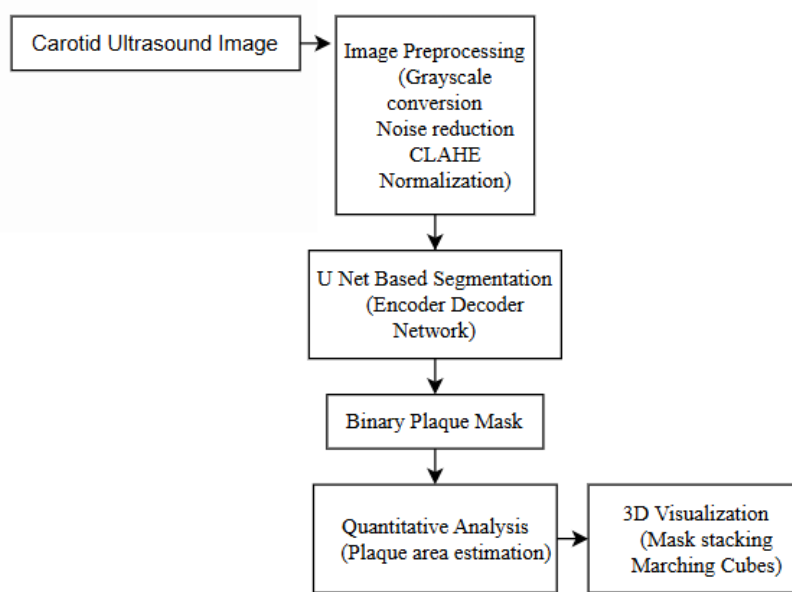 Carotid Ultrasound Image
Image Preprocessing
(Grayscale
conversion
Noise reduction
CLAHE
Normalization)
U Net Based Segmentation
(Encoder Decoder
Network)
Binary Plaque Mask
Quantitative Analysis
(Plaque area estimation)
3D Visualization
(Mask stacking
Marching Cubes)